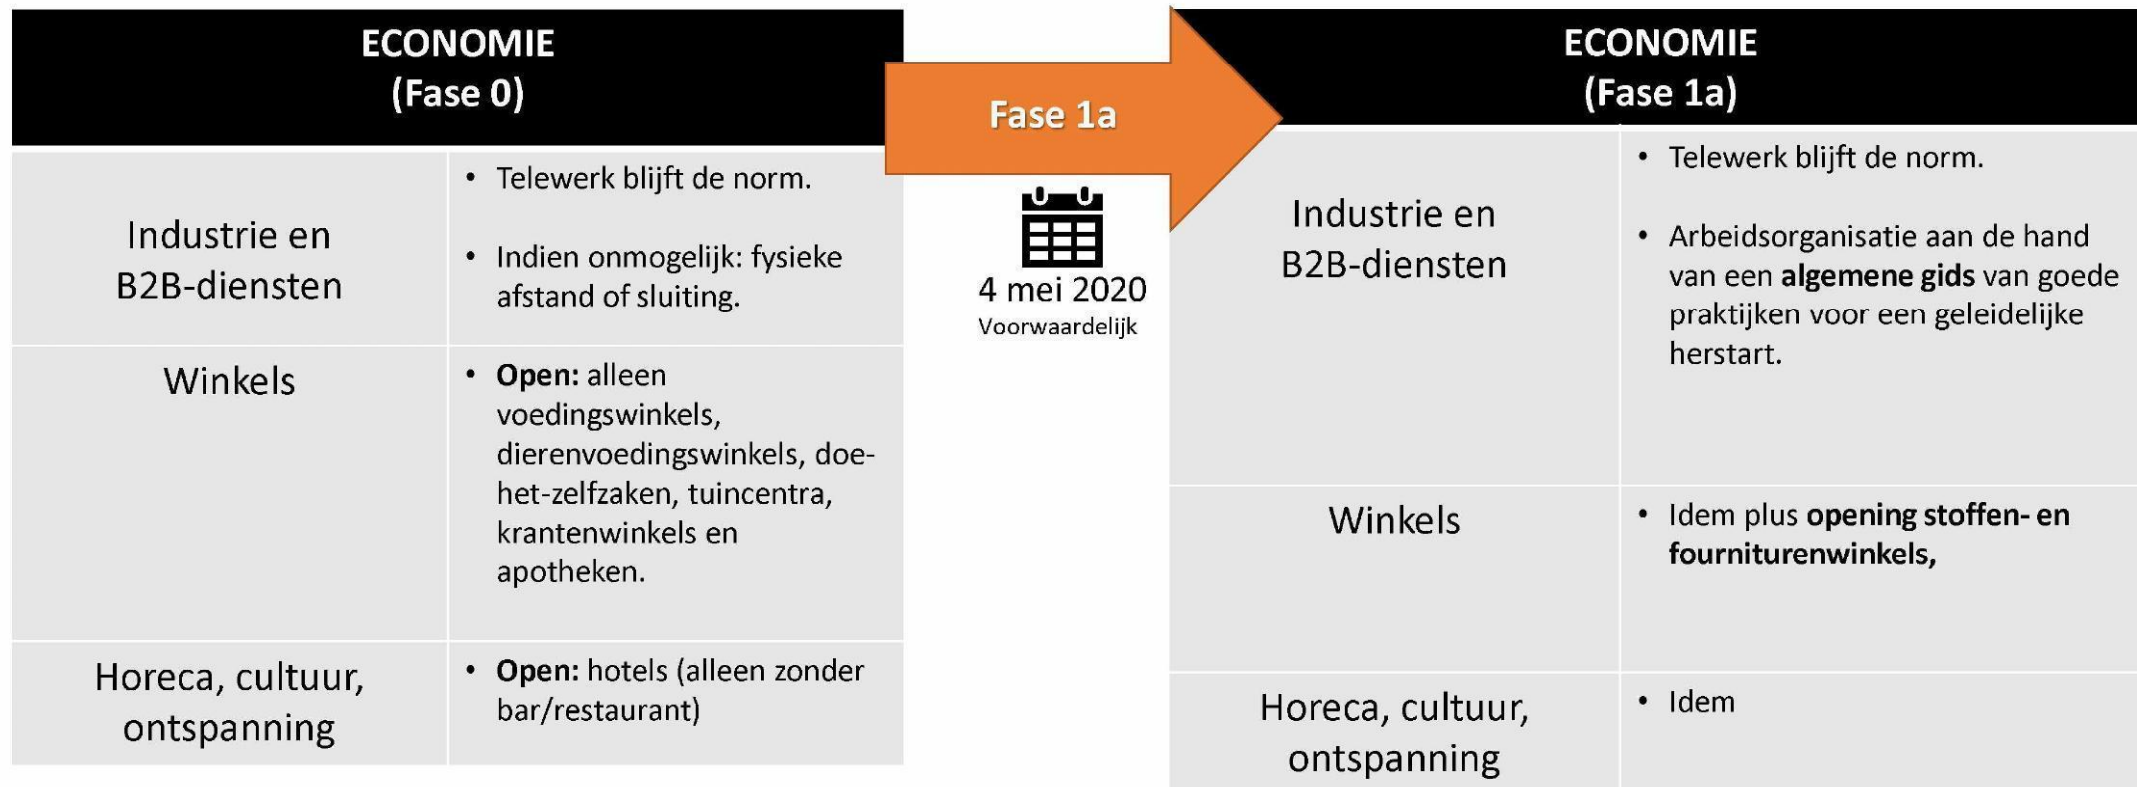 ECONOMIE
(Fase 0)
Industrie en
B2B-diensten
• Telewerk blijft de norm.
• Indien onmogelijk: fysieke
afstand of sluiting.
Winkels
• Open: alleen
voedingswinkels,
dierenvoedingswinkels, doe-
het-zelfzaken, tuincentra,
krantenwinkels en
apotheken.
Horeca, cultuur,
ontspanning
• Open: hotels (alleen zonder
bar/restaurant)
Fase 1a
4 mei 2020
Voorwaardelijk
ECONOMIE
(Fase 1a)
Industrie en
B2B-diensten
• Telewerk blijft de norm.
• Arbeidsorganisatie aan de hand
van een algemene gids van goede
praktijken voor een geleidelijke
herstart.
Winkels
• Idem plus opening stoffen- en
fourniturenwinkels,
Horeca, cultuur,
ontspanning
• Idem